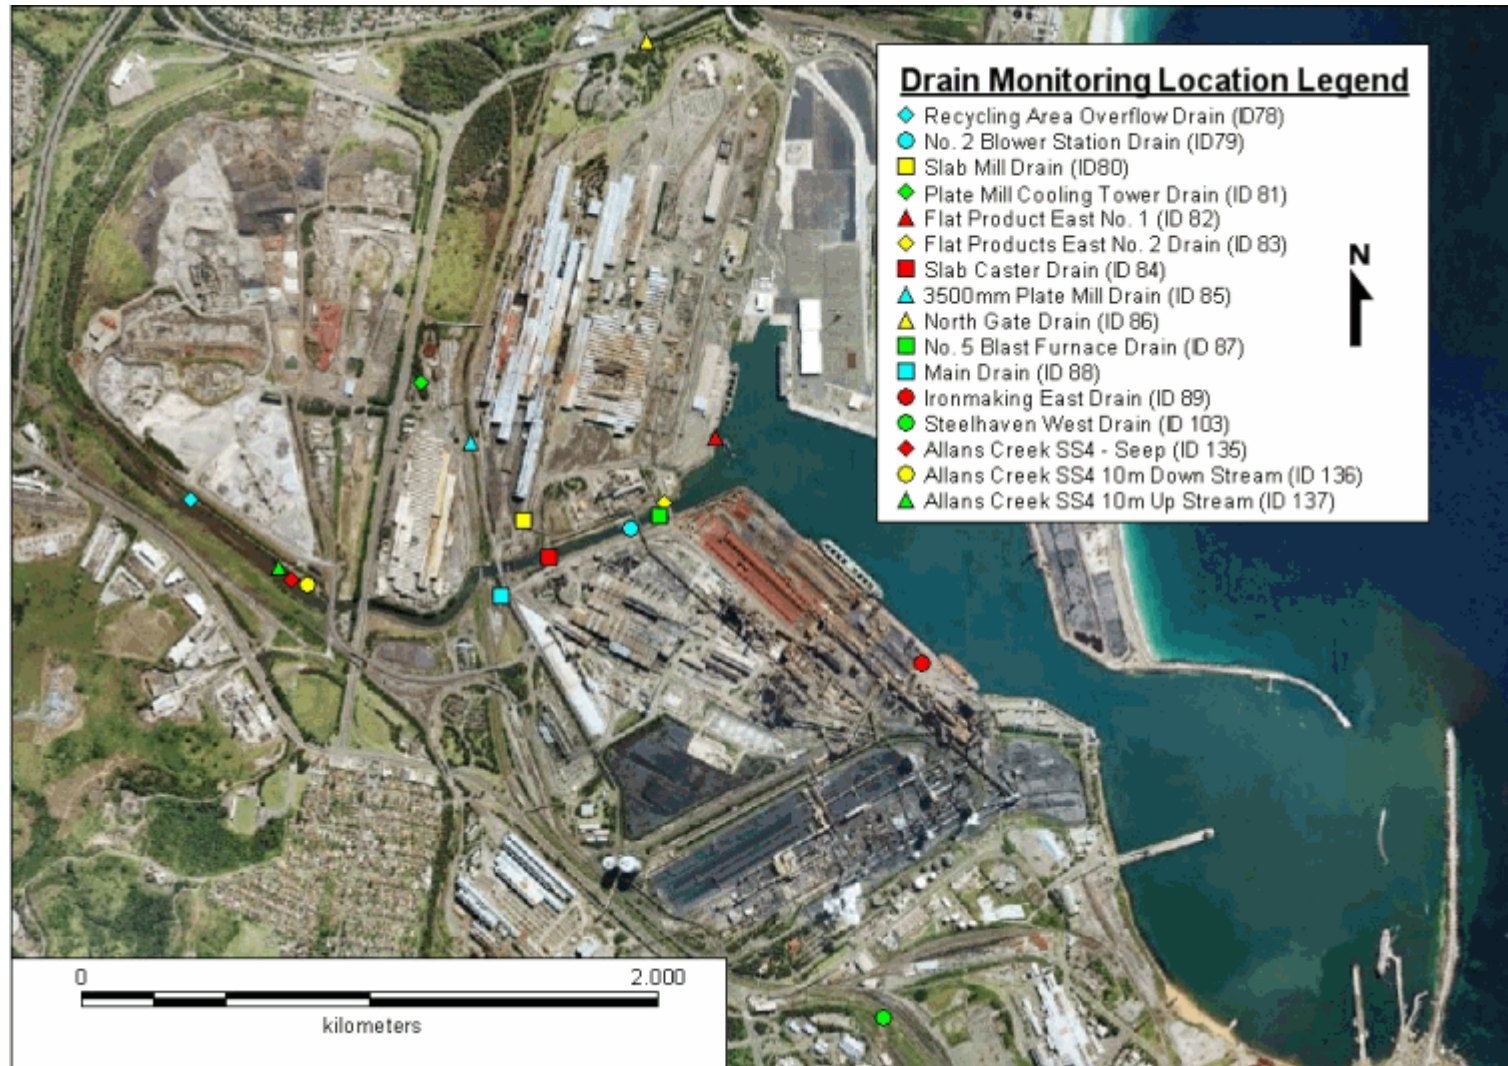 Drain Monitoring Location Legend
Recycling Area Overflow Drain (ID78)
No. 2 Blower Station Drain (ID79)
Slab Mill Drain (ID80)
Plate Mill Cooling Tower Drain (ID 81)
Flat Product East No. 1 (ID 82)
Flat Products East No. 2 Drain (ID 83)
Slab Caster Drain (ID 84)
3500mm Plate Mill Drain (ID 85)
North Gate Drain (ID 86)
No. 5 Blast Furnace Drain (ID 87)
Main Drain (ID 88)
Ironmaking East Drain (ID 89)
Steelhaven West Drain (ID 103)
Allans Creek SS4 - Seep (ID 135)
Allans Creek SS4 10m Down Stream (ID 136)
Allans Creek SS4 10m Up Stream (ID 137)
N
0 2.000
kilometers